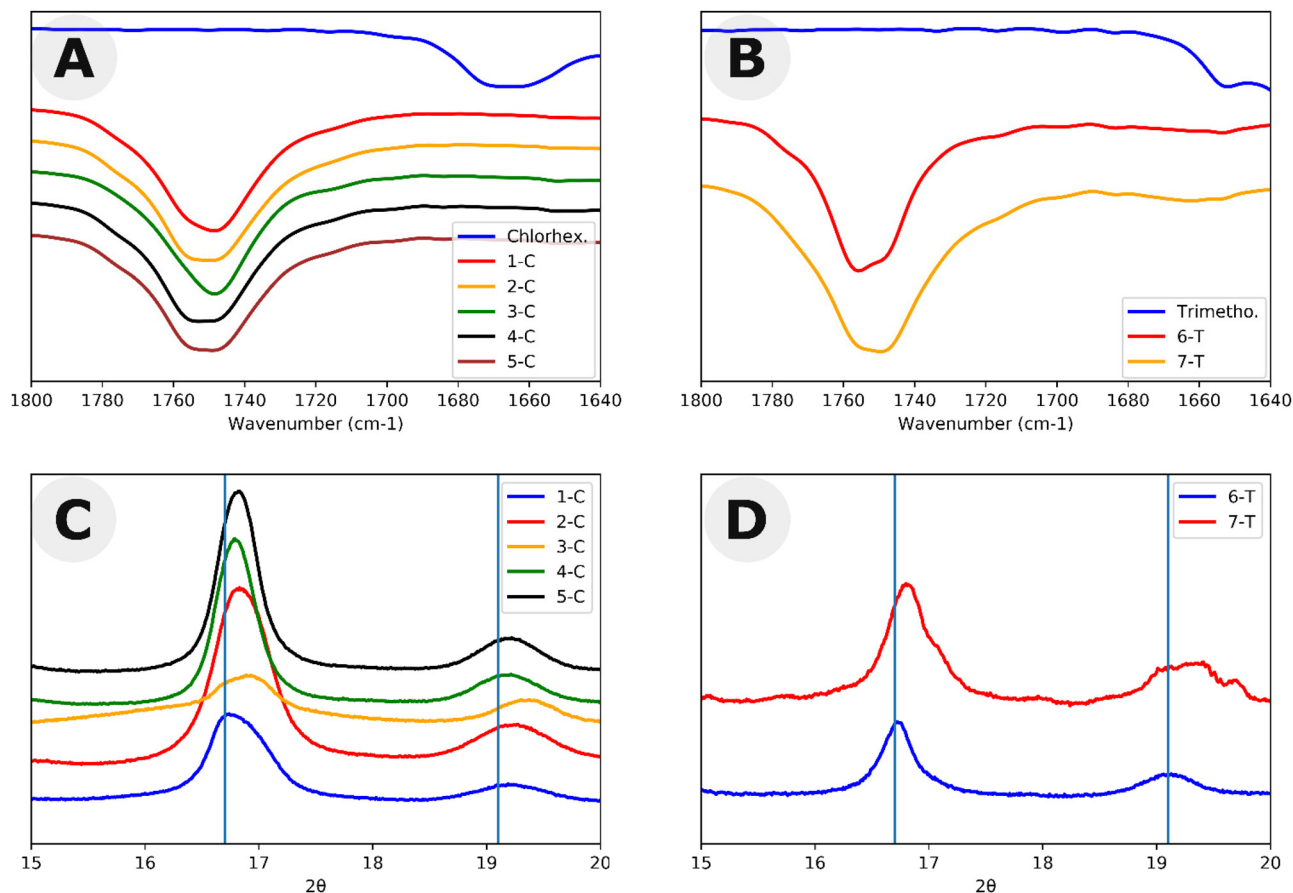 A
Chlorhex.
1-C
2-C
3-C
4-C
5-C
1800 1780 1760 1740 1720 1700 1680 1660 1640
Wavenumber (cm-1)
B
Trimetho.
6-T
7-T
1800 1780 1760 1740 1720 1700 1680 1660 1640
Wavenumber (cm-1)
C
1-C
2-C
3-C
4-C
5-C
15 16 17 18 19 20
2θ
D
6-T
7-T
15 16 17 18 19 20
2θ